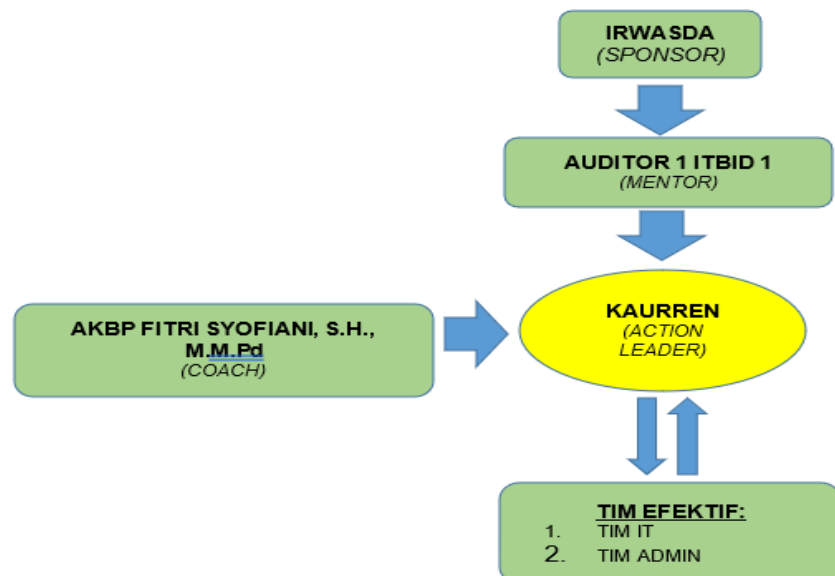 IRWASDA
(SPONSOR)
AUDITOR 1 ITBID 1
(MENTOR)
AKBP FITRI SYOFIANI, S.H.,
M.M.Pd
(COACH)
KAURREN
(ACTION
LEADER)
TIM EFEKTIF:
1. TIM IT
2. TIM ADMIN